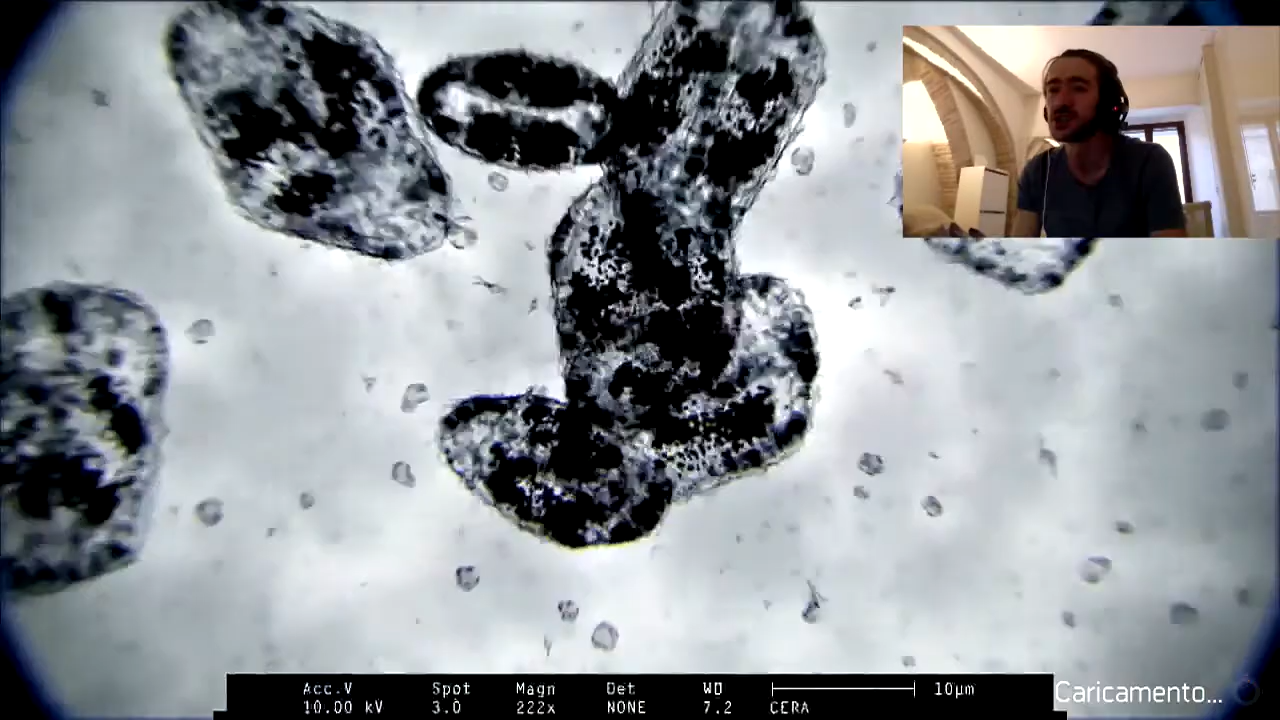 Acc.V Spot Magn Det WD 10µm
10.00 kV 3.0 222x NONE 7.2 CERA
Caricamento...